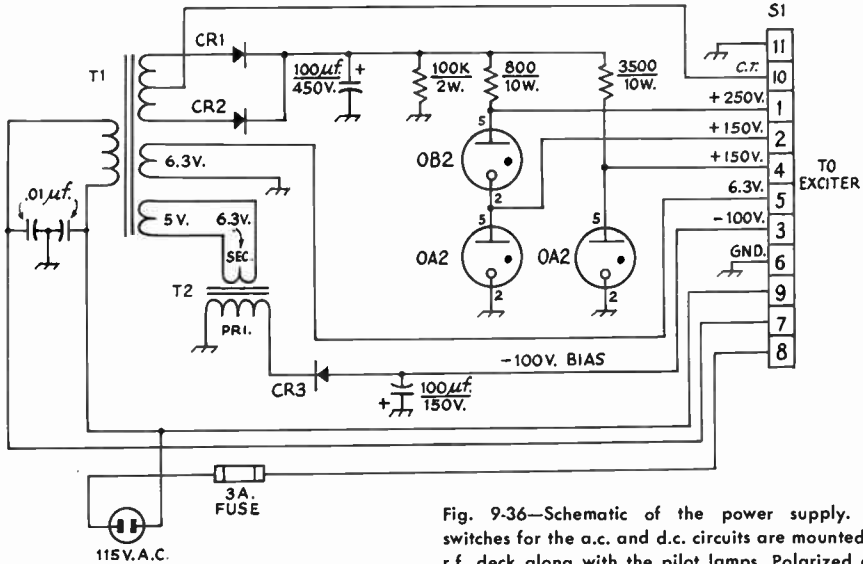 S1
T1
CR1
CR2
100µf.
450V.
+
100K
2W.
800
10W.
3500
10W.
11
C.T.
10
+250V.
1
+150V.
2
+150V.
4
6.3V.
5
-100V.
3
GND.
6
9
7
8
TO
EXCITER
5
OB2
2
5
OA2
2
5
OA2
2
6.3V.
.01µf.
5V.
6.3V.
SEC.
T2
PRI.
CR3
-100V. BIAS
+
100µf.
150V.
3A.
FUSE
115V.A.C.
Fig. 9-36—Schematic of the power supply.
switches for the a.c. and d.c. circuits are mounted
r.f. deck along with the pilot lamps. Polarized